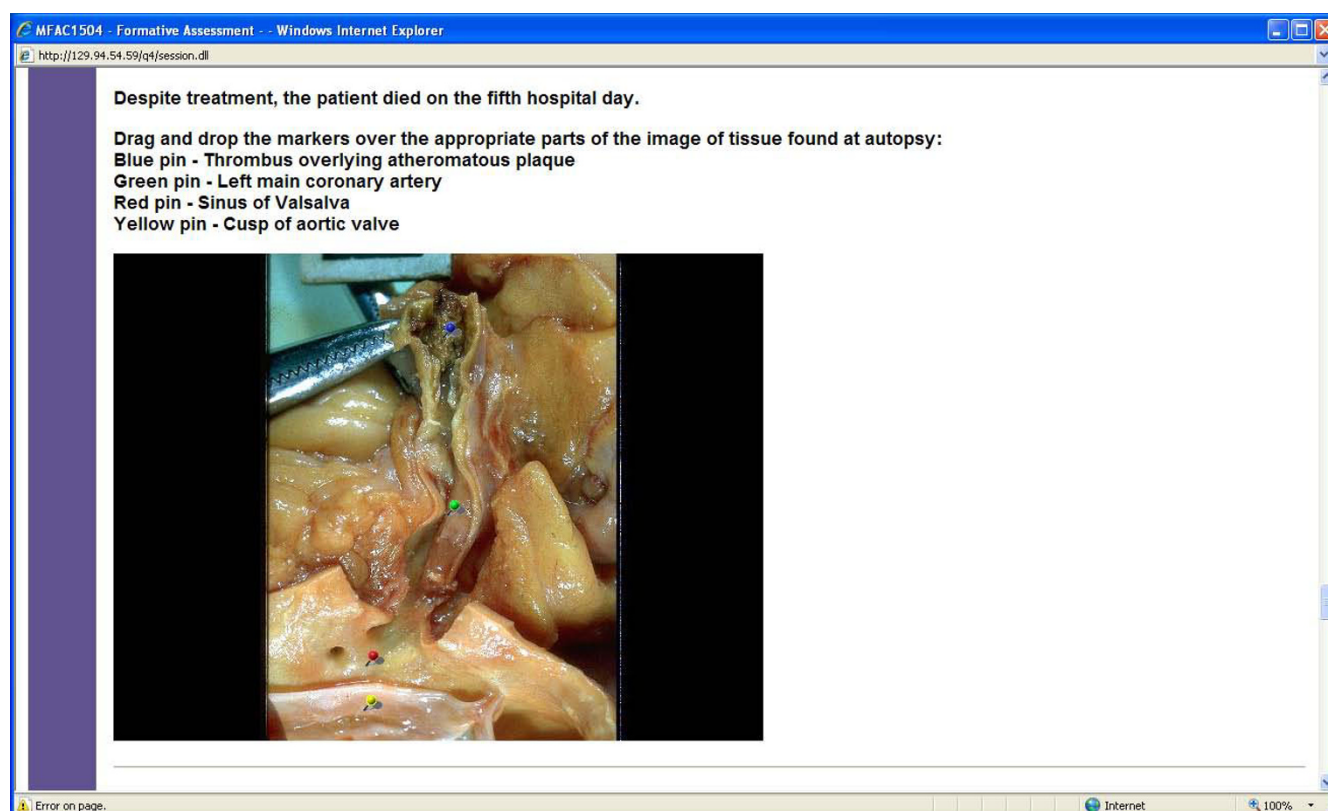 MFAC1504 - Formative Assessment - - Windows Internet Explorer
http://129.94.54.59/q4/session.dll
Despite treatment, the patient died on the fifth hospital day.
Drag and drop the markers over the appropriate parts of the image of tissue found at autopsy:
Blue pin - Thrombus overlying atheromatous plaque
Green pin - Left main coronary artery
Red pin - Sinus of Valsalva
Yellow pin - Cusp of aortic valve
Error on page.
Internet
100%